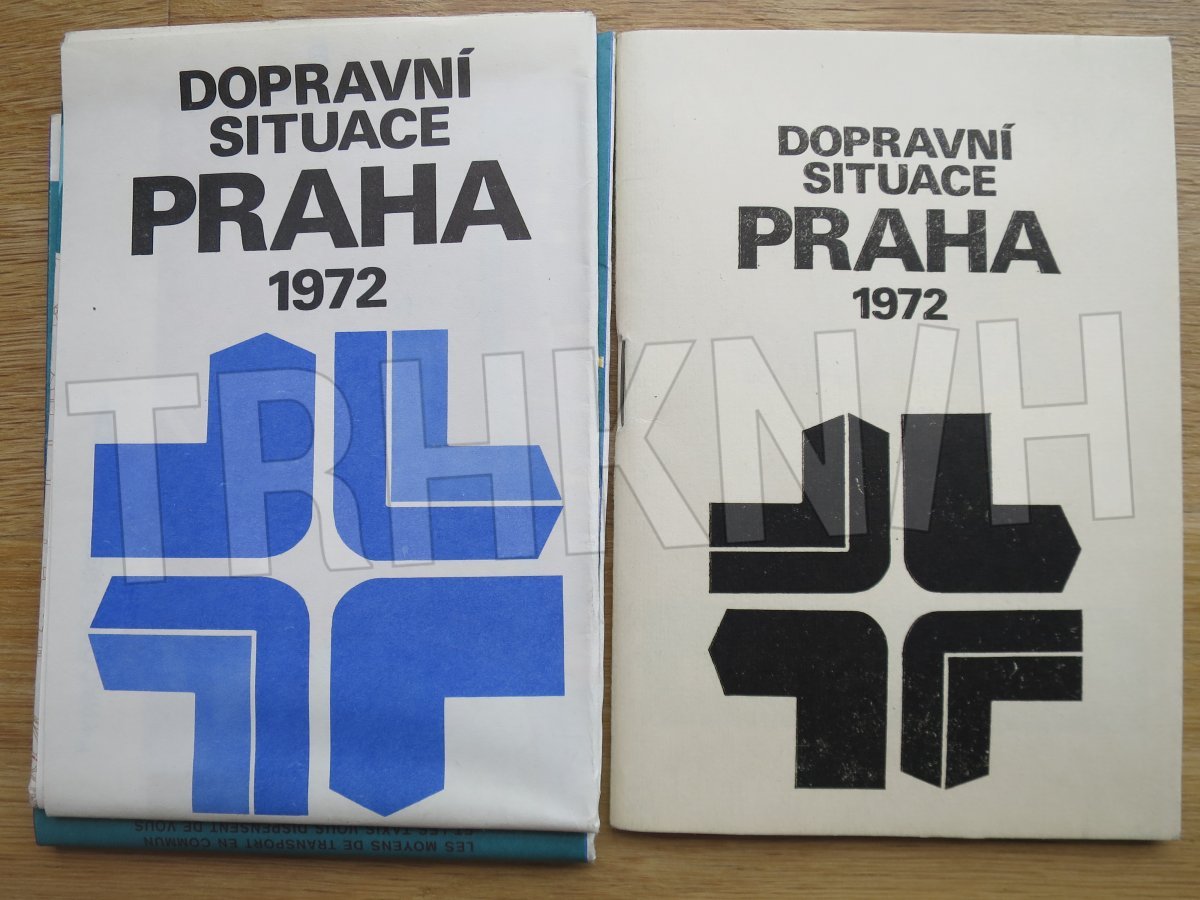 DOPRAVNÍ
SITUACE
PRAHA
1972
LES MOYENS DE TRANSPORT EN COMMUN
ET LES TAXIS VOUS DISPENSENT DE VOUS
DOPRAVNÍ
SITUACE
PRAHA
1972
TRHKN/H